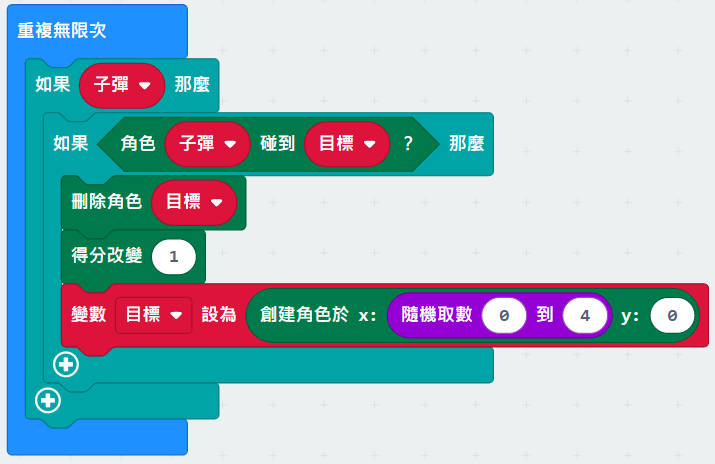 重複無限次
如果 子彈 那麼
如果 角色 子彈 碰到 目標 ? 那麼
刪除角色 目標
得分改變 1
變數 目標 設為 創建角色於 x: 隨機取數 0 到 4 y: 0